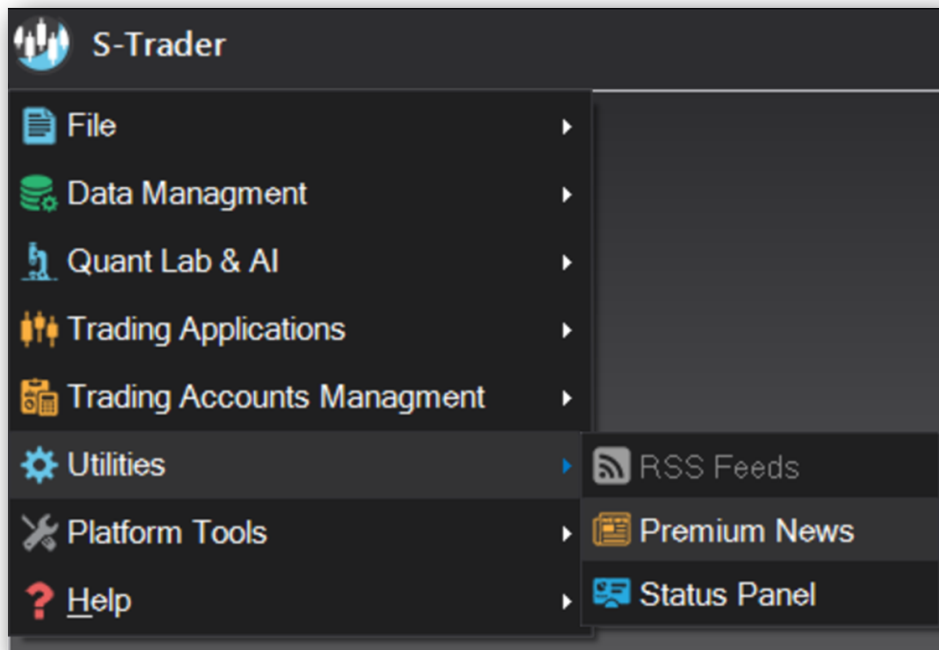 S-Trader
File
Data Managment
Quant Lab & AI
Trading Applications
Trading Accounts Managment
Utilities
RSS Feeds
Premium News
Status Panel
Platform Tools
Help